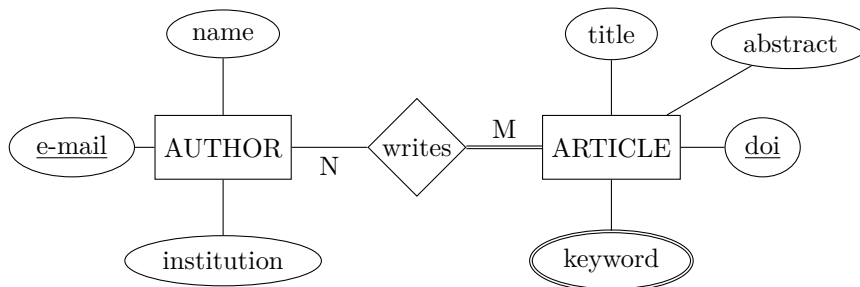 name
title
abstract
e-mail
AUTHOR
N
writes
M
ARTICLE
doi
institution
keyword